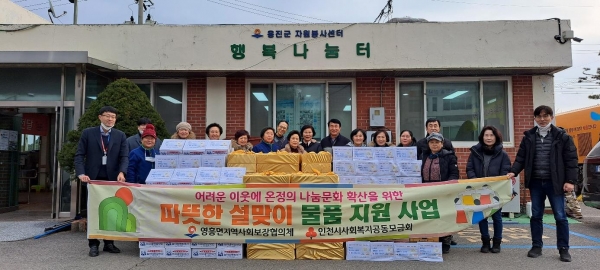 옹진군 자원봉사센터
행복나눔터
어려운 이웃에 온정의 나눔문화 확산을 위한
따뜻한 설맞이 물품 지원 사업
영흥면지역사회보장협의체 인천사회복지공동모금회